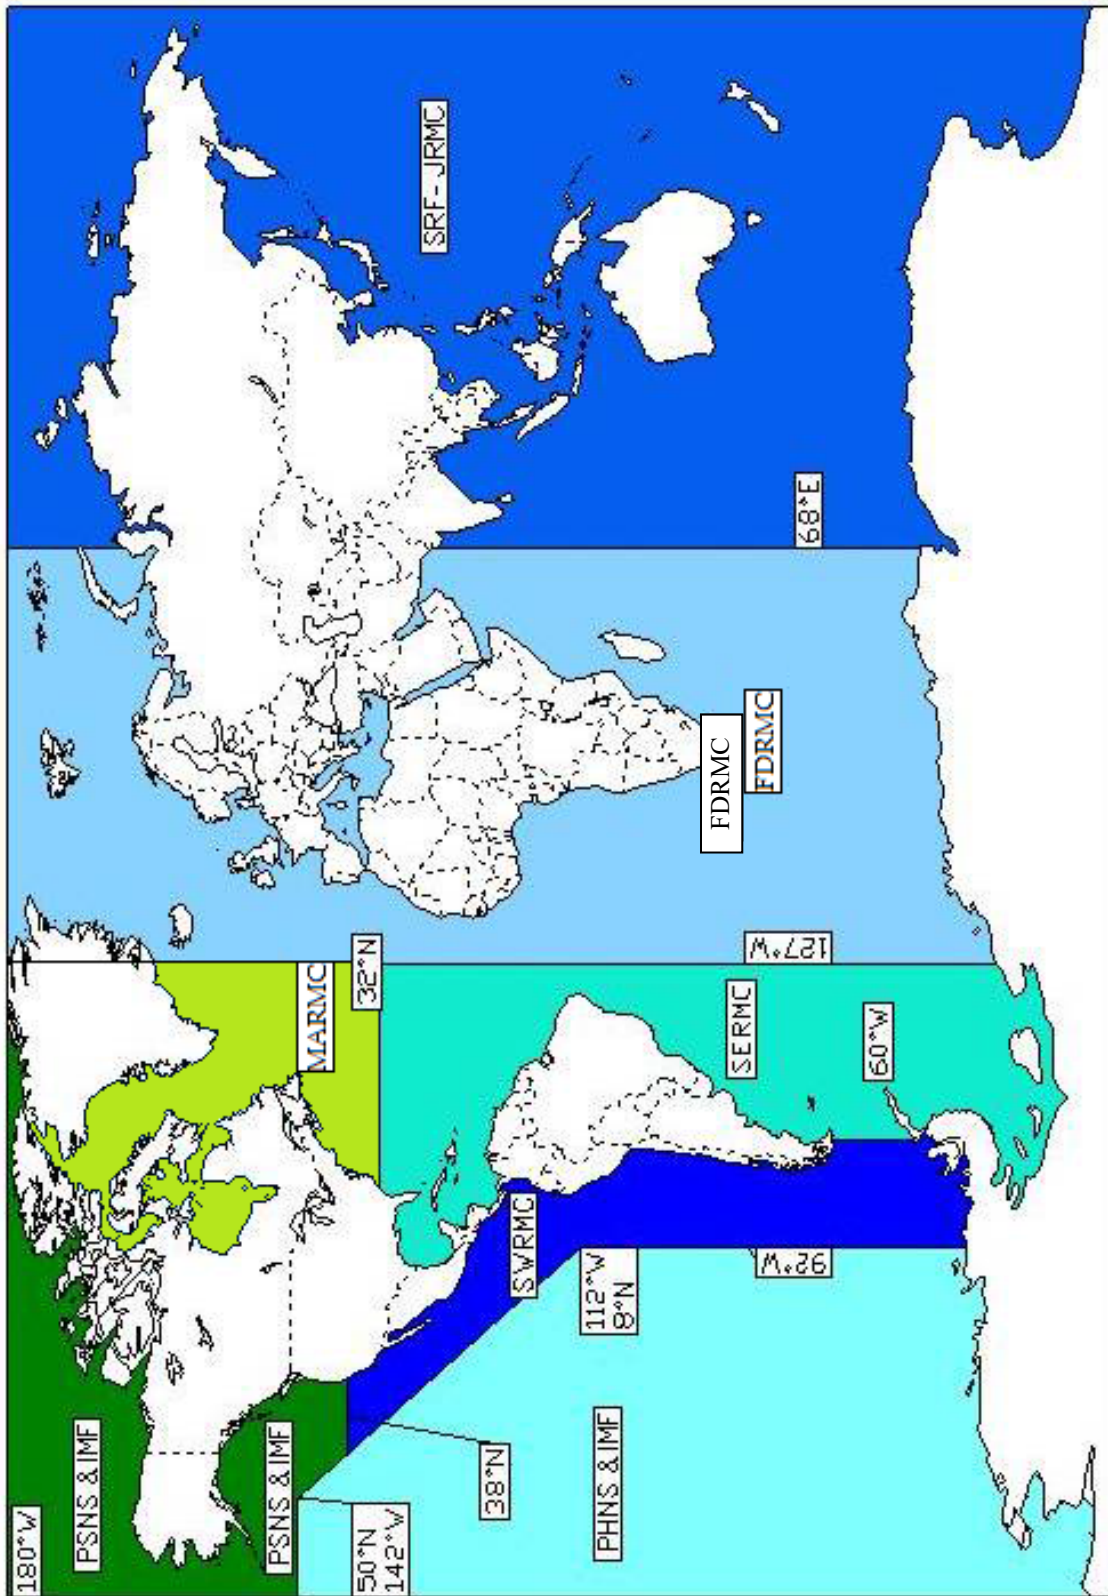 180°W
PSNS & IMF
PSNS & IMF
MARMC
32°N
50°N
142°W
SRF-JRMC
38°N
SWRMC
PHNS & IMF
112°W
8°N
FDRMC
SERMC
FDRMC
127°W
92°W
68°E
60°W